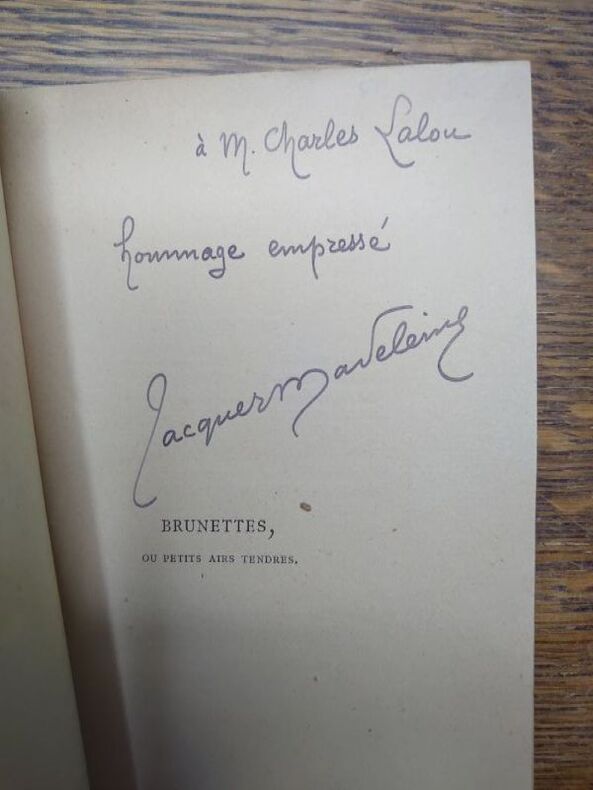 à M. Charles Lalou
hommage empressé
Jacques Madeleine
BRUNETTES,
OU PETITS AIRS TENDRES,